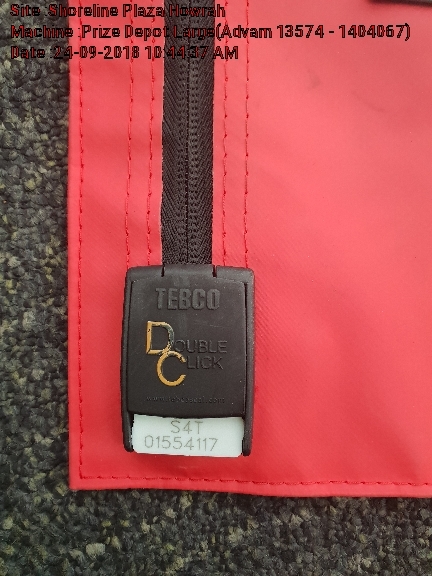 Site :Shoreline Plaza Howrah
Machine :Prize Depot Large(Advam 13574 - 1404067)
Date :24-09-2018 10:44:37 AM
TEBCO
DOUBLE
CLICK
S4T
01554117